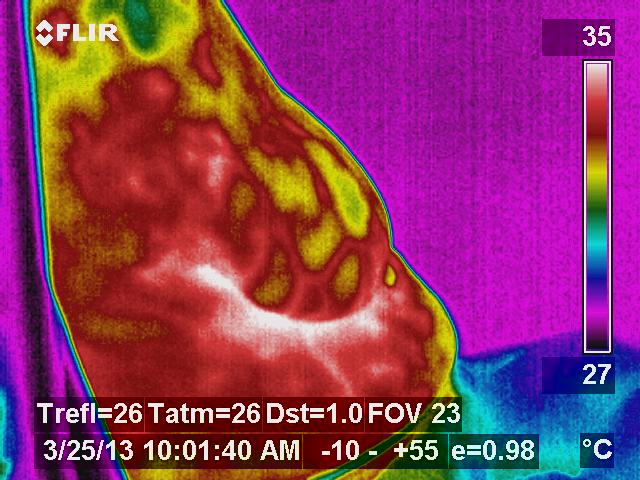 FLIR
35
27
Trefl=26 Tatm=26 Dst=1.0 FOV 23
3/25/13 10:01:40 AM -10 - +55 e=0.98 °C